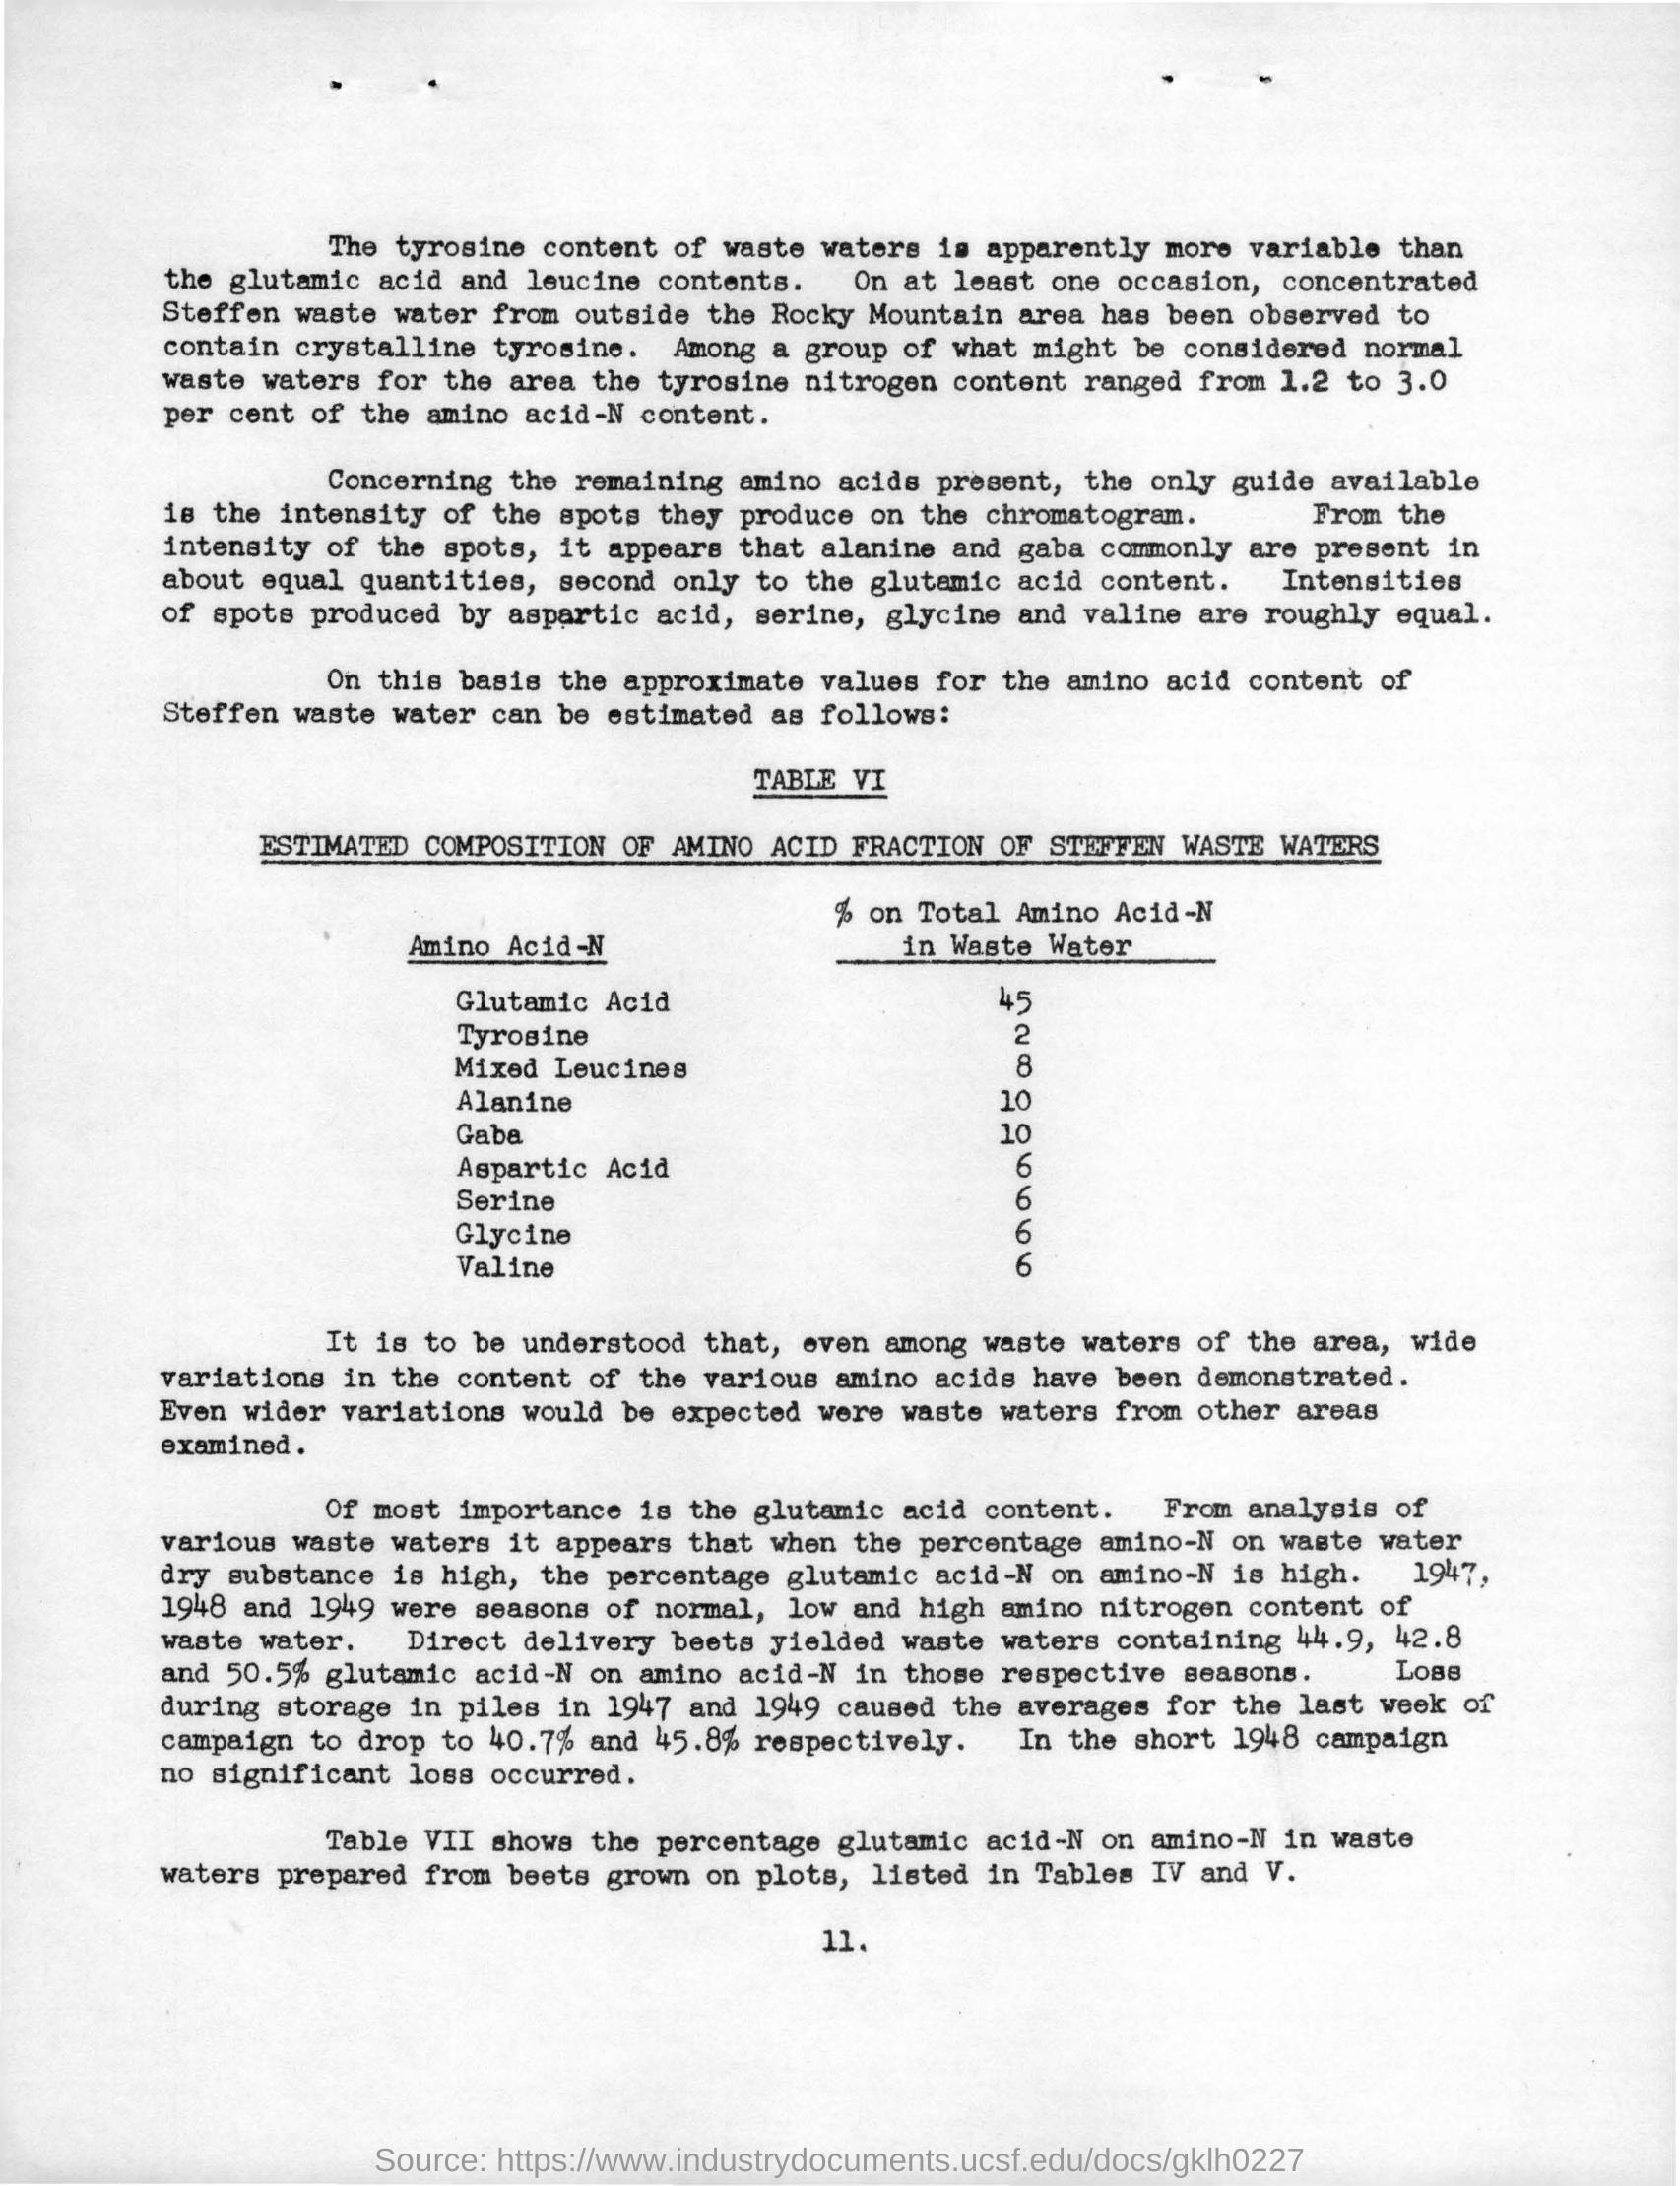 The tyrosine content of waste waters is apparently more variable than
the glutamic acid and leucine contents. On at least one occasion, concentrated
Steffen waste water from outside the Rocky Mountain area has been observed to
contain crystalline tyrosine. Among a group of what might be considered normal
waste waters for the area the tyrosine nitrogen content ranged from 1.2 to 3.0
per cent of the amino acid-N content.
Concerning the remaining amino acids present, the only guide available
is the intensity of the spots they produce on the chromatogram. From the
intensity of the spots, it appears that alanine and gaba commonly are present in
about equal quantities, second only to the glutamic acid content. Intensities
of spots produced by aspartic acid, serine, glycine and valine are roughly equal.
On this basis the approximate values for the amino acid content of
Steffen waste water can be estimated as follows:
TABLE VI
ESTIMATED COMPOSITION OF AMINO ACID FRACTION OF STEFFEN WASTE WATERS
% on Total Amino Acid-N
Amino Acid-N in Waste Water
Glutamic Acid 45
Tyrosine 2
Mixed Leucines 8
Alanine 10
Gaba 10
Aspartic Acid 6
Serine 6
Glycine 6
Valine 6
It is to be understood that, even among waste waters of the area, wide
variations in the content of the various amino acids have been demonstrated.
Even wider variations would be expected were waste waters from other areas
examined.
Of most importance is the glutamic acid content. From analysis of
various waste waters it appears that when the percentage amino-N on waste water
dry substance is high, the percentage glutamic acid-N on amino-N is high. 1947,
1948 and 1949 were seasons of normal, low and high amino nitrogen content of
waste water. Direct delivery beets yielded waste waters containing 44.9, 42.8
and 50.5% glutamic acid-N on amino acid-N in those respective seasons. Loss
during storage in piles in 1947 and 1949 caused the averages for the last week of
campaign to drop to 40.7% and 45.8% respectively. In the short 1948 campaign
no significant loss occurred.
Table VII shows the percentage glutamic acid-N on amino-N in waste
waters prepared from beets grown on plots, listed in Tables IV and V.
11.
Source: https://www.industrydocuments.ucsf.edu/docs/gklh0227